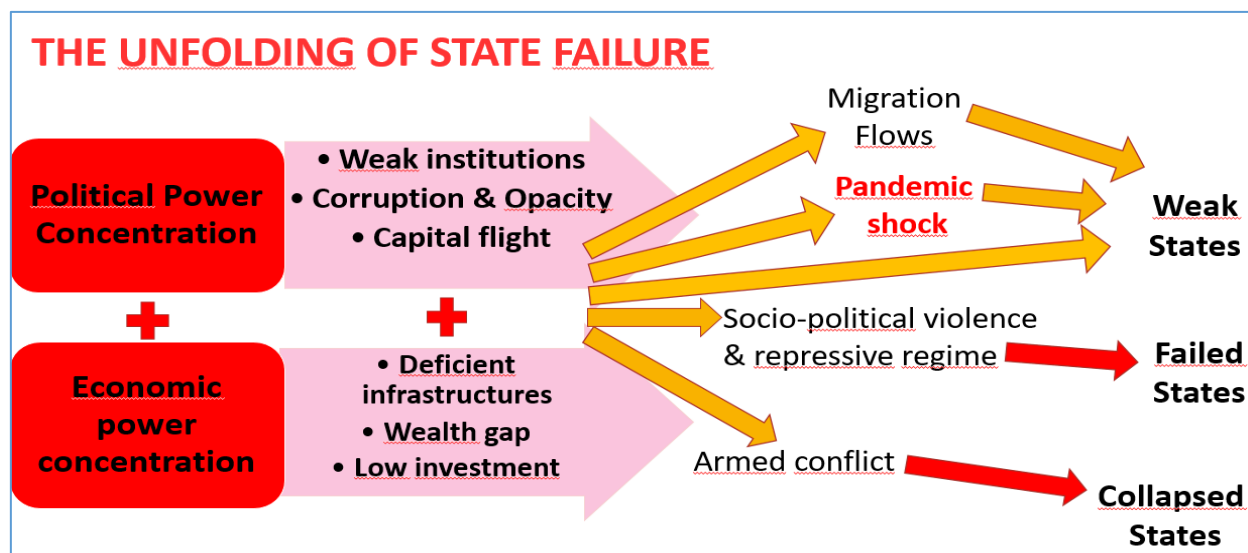 THE UNFOLDING OF STATE FAILURE
Political Power
Concentration
• Weak institutions
• Corruption & Opacity
• Capital flight
Economic
power
concentration
• Deficient
infrastructures
• Wealth gap
• Low investment
Migration
Flows
Pandemic
shock
Socio-political violence
& repressive regime
Armed conflict
Weak
States
Failed
States
Collapsed
States